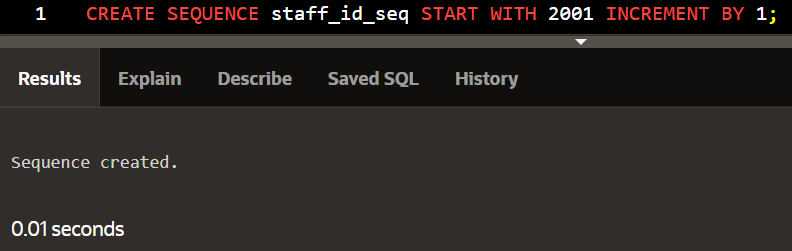 1 CREATE SEQUENCE staff_id_seq START WITH 2001 INCREMENT BY 1;
Results Explain Describe Saved SQL History
Sequence created.
0.01 seconds